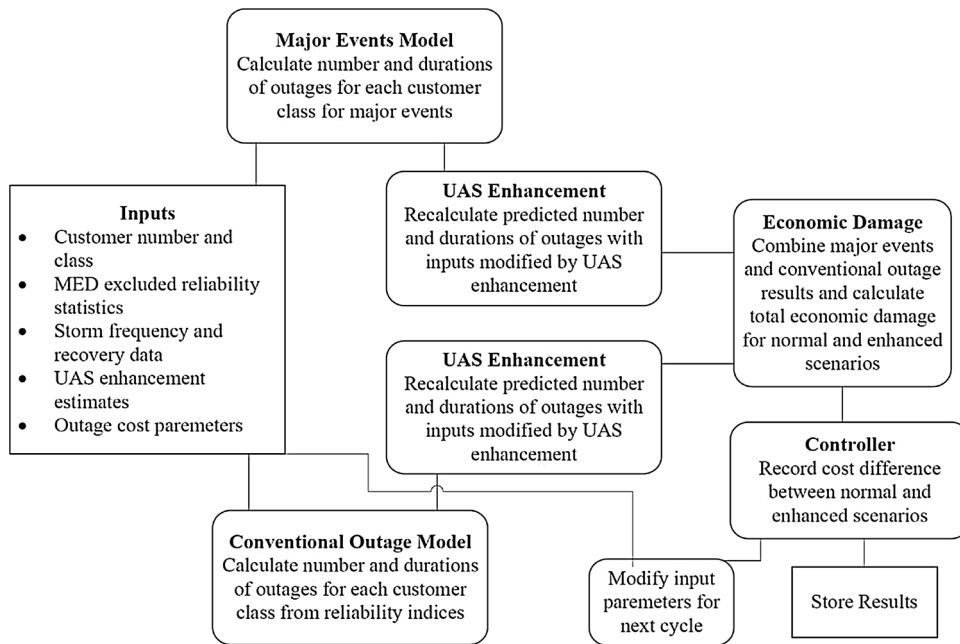 Major Events Model
Calculate number and durations
of outages for each customer
class for major events
Inputs
• Customer number and
class
• MED excluded reliability
statistics
• Storm frequency and
recovery data
• UAS enhancement
estimates
• Outage cost paremeters
UAS Enhancement
Recalculate predicted number
and durations of outages with
inputs modified by UAS
enhancement
UAS Enhancement
Recalculate predicted number
and durations of outages with
inputs modified by UAS
enhancement
Economic Damage
Combine major events
and conventional outage
results and calculate
total economic damage
for normal and enhanced
scenarios
Controller
Record cost difference
between normal and
enhanced scenarios
Conventional Outage Model
Calculate number and durations
of outages for each customer
class from reliability indices
Modify input
paremeters for
next cycle
Store Results